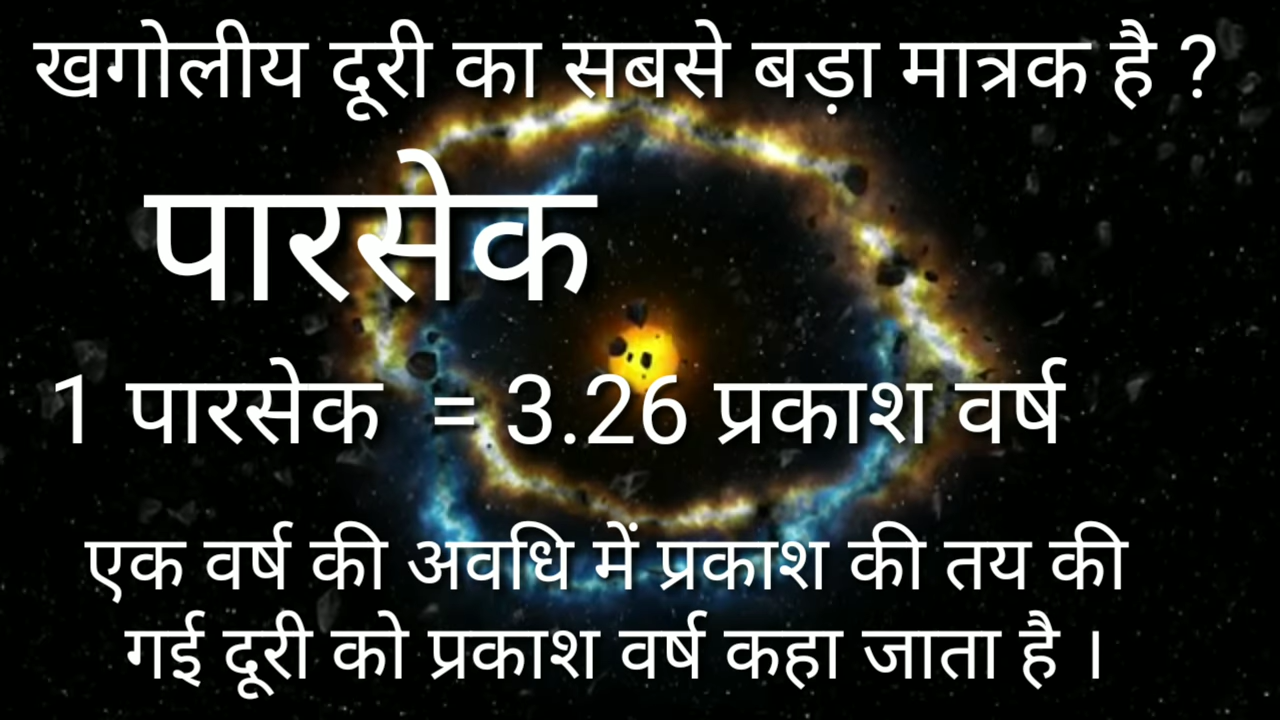 खगोलीय दूरी का सबसे बड़ा मात्रक है ?
पारसेक
1 पारसेक = 3.26 प्रकाश वर्ष
एक वर्ष की अवधि में प्रकाश की तय की
गई दूरी को प्रकाश वर्ष कहा जाता है ।